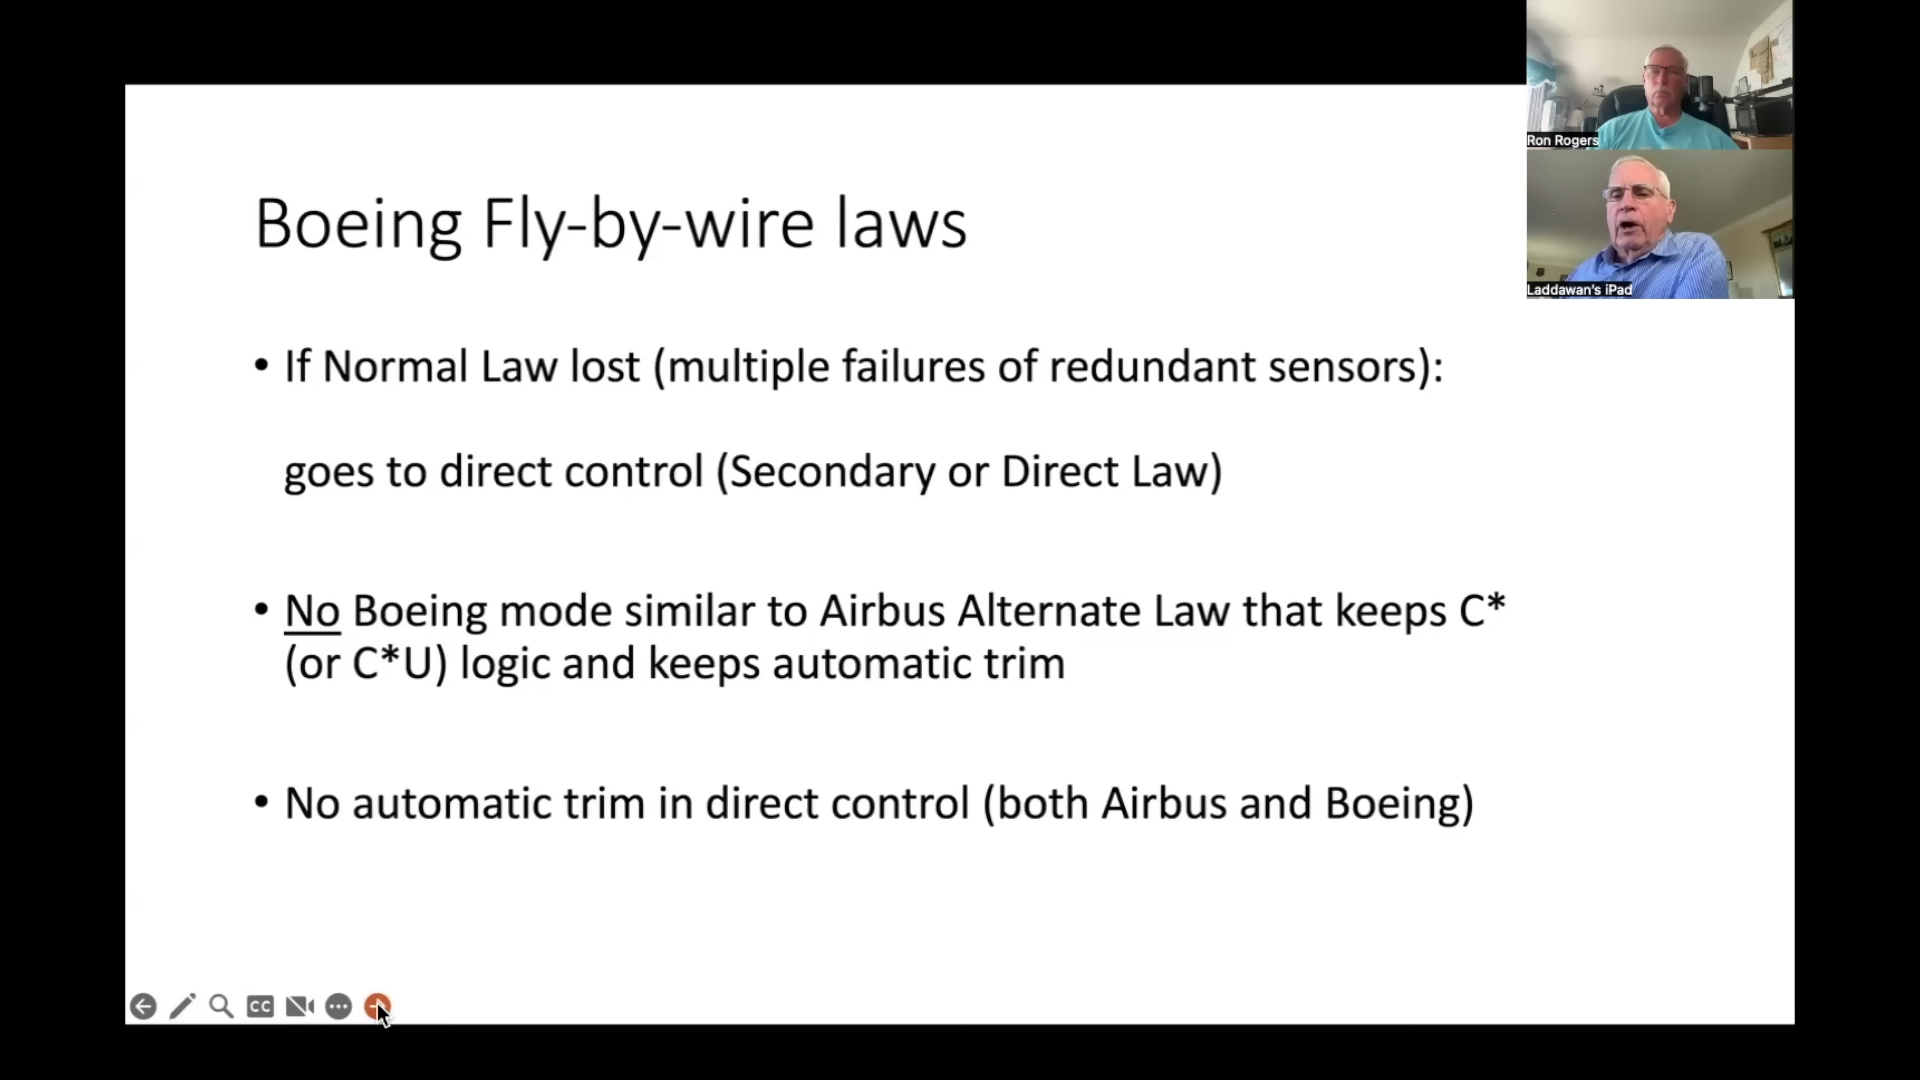 Ron Rogers
Laddawan's iPad
Boeing Fly-by-wire laws
• If Normal Law lost (multiple failures of redundant sensors):
goes to direct control (Secondary or Direct Law)
• No Boeing mode similar to Airbus Alternate Law that keeps C*
(or C*U) logic and keeps automatic trim
• No automatic trim in direct control (both Airbus and Boeing)
CC